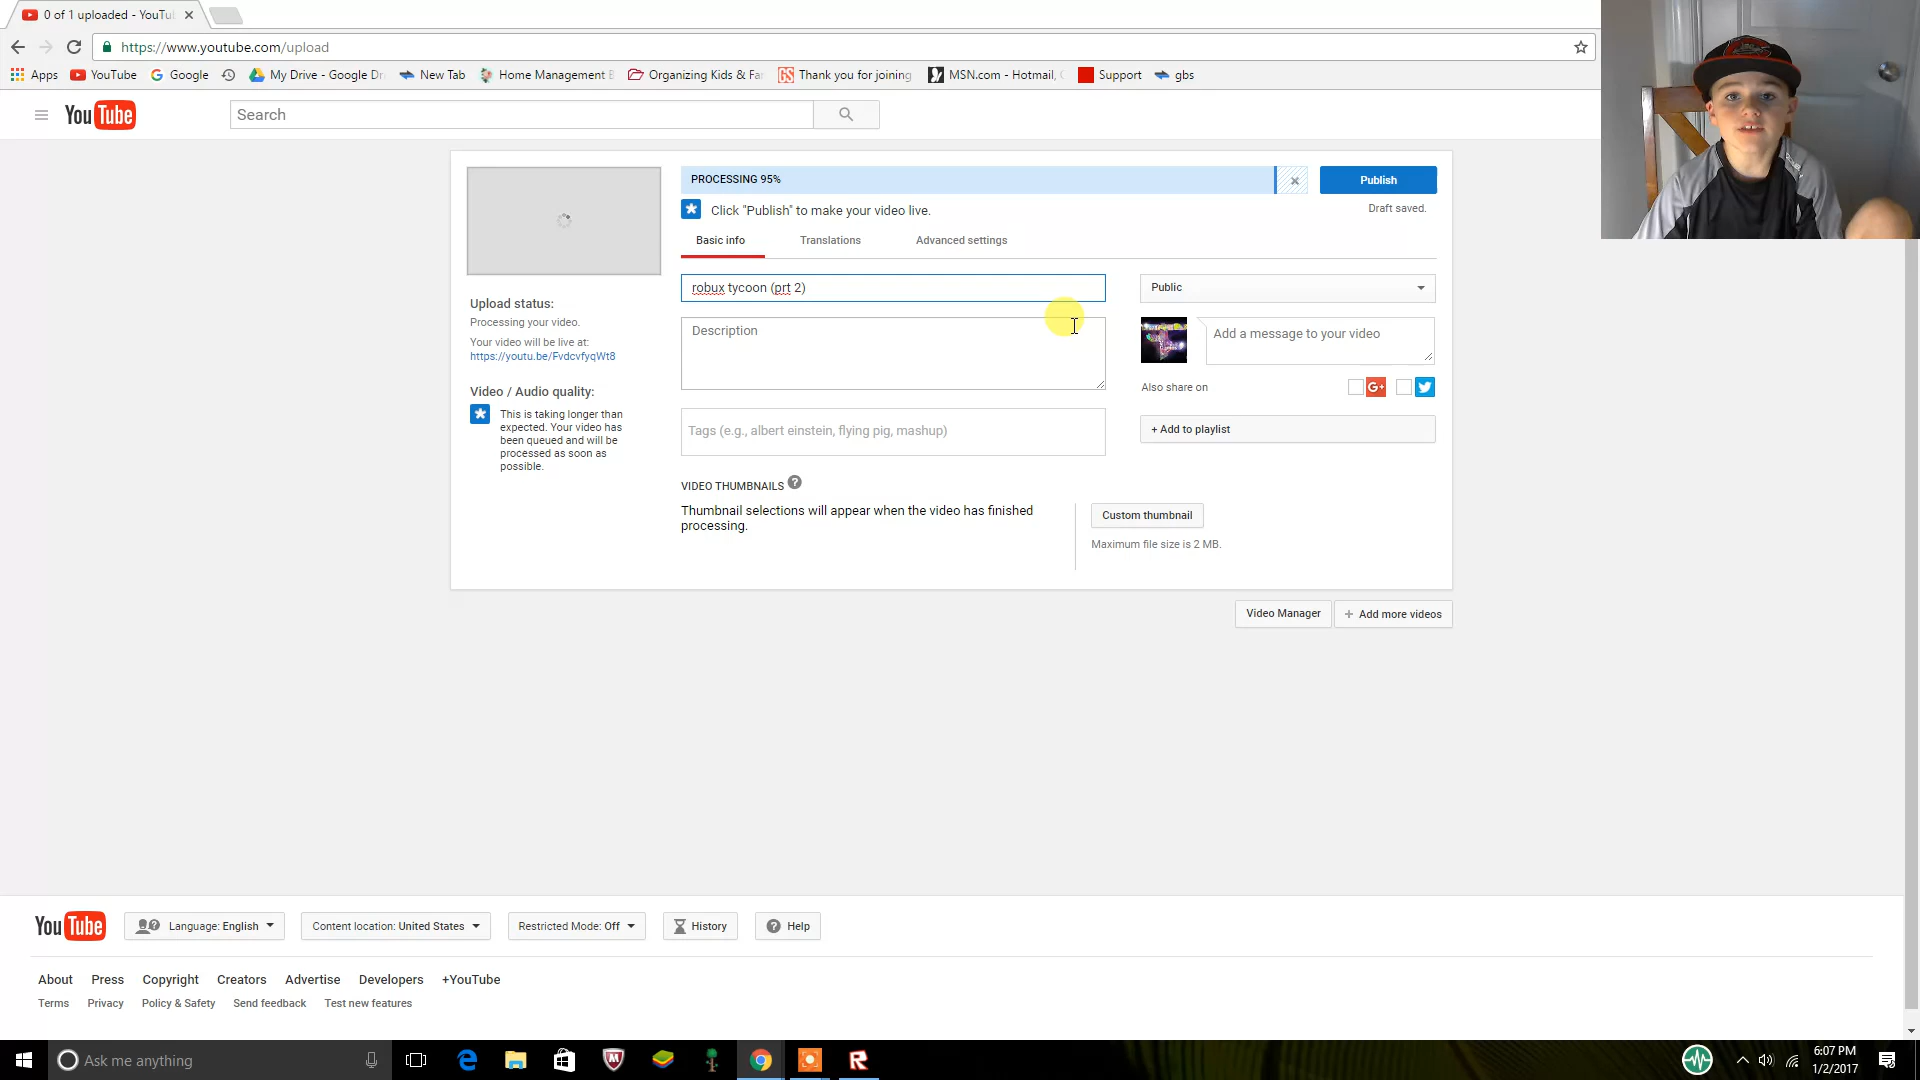 0 of 1 uploaded - YouTu
https://www.youtube.com/upload
Apps YouTube Google My Drive - Google Dr New Tab Home Management Organizing Kids & Fa Thank you for joining MSN.com - Hotmail, Support gbs
YouTube
Search
PROCESSING 95%
Publish
Click "Publish" to make your video live.
Draft saved.
Basic info Translations Advanced settings
robux tycoon (prt 2)
Public
Upload status:
Processing your video.
Your video will be live at:
https://youtu.be/FvdcvfyqWt8
Description
Add a message to your video
Also share on
Video / Audio quality:
This is taking longer than
expected. Your video has
been queued and will be
processed as soon as
possible.
Tags (e.g., albert einstein, flying pig, mashup)
+ Add to playlist
VIDEO THUMBNAILS ?
Thumbnail selections will appear when the video has finished
processing.
Custom thumbnail
Maximum file size is 2 MB.
Video Manager
+ Add more videos
YouTube
Language: English
Content location: United States
Restricted Mode: Off
History
Help
About Press Copyright Creators Advertise Developers +YouTube
Terms Privacy Policy & Safety Send feedback Test new features
Ask me anything
6:07 PM
1/2/2017